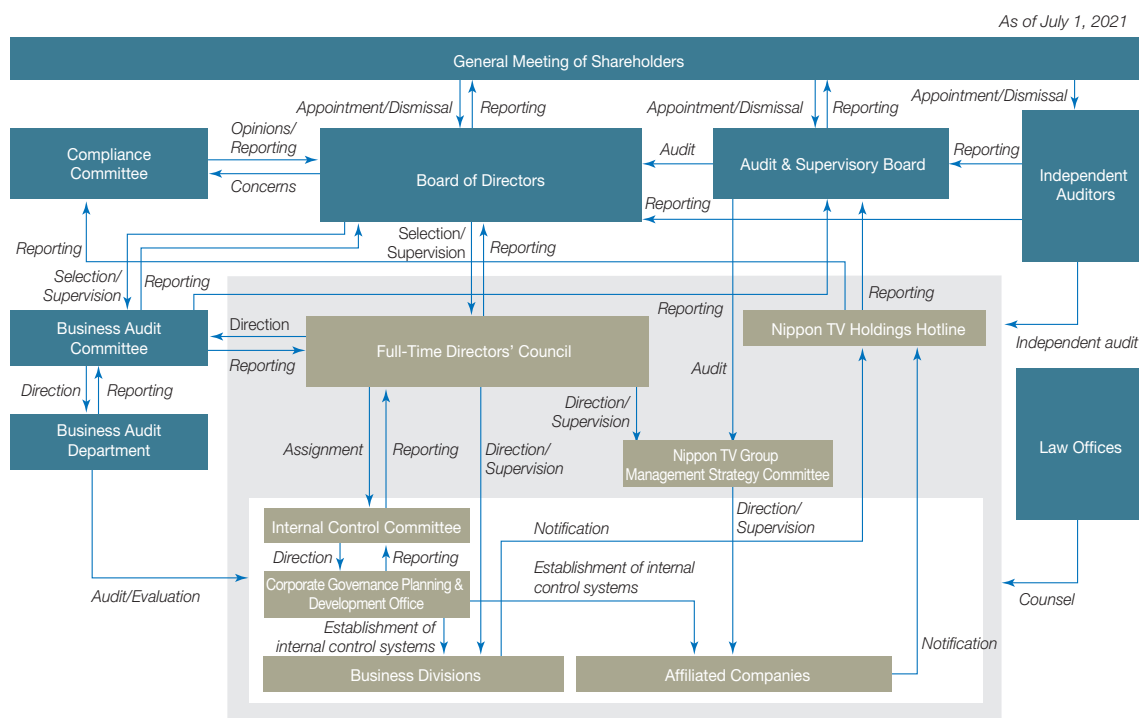 As of July 1, 2021
General Meeting of Shareholders
Appointment/Dismissal
Reporting
Appointment/Dismissal
Reporting
Appointment/Dismissal
Compliance
Committee
Opinions/
Reporting
Concerns
Board of Directors
Audit
Audit & Supervisory Board
Reporting
Independent
Auditors
Reporting
Reporting
Selection/
Supervision
Reporting
Selection/
Supervision
Reporting
Reporting
Reporting
Business Audit
Committee
Direction
Reporting
Full-Time Directors' Council
Nippon TV Holdings Hotline
Independent audit
Direction
Reporting
Audit
Business Audit
Department
Assignment
Reporting
Direction/
Supervision
Direction/
Supervision
Nippon TV Group
Management Strategy Committee
Law Offices
Internal Control Committee
Notification
Direction/
Supervision
Direction
Reporting
Corporate Governance Planning &
Development Office
Establishment of internal
control systems
Audit/Evaluation
Counsel
Establishment of
internal control systems
Notification
Business Divisions
Affiliated Companies